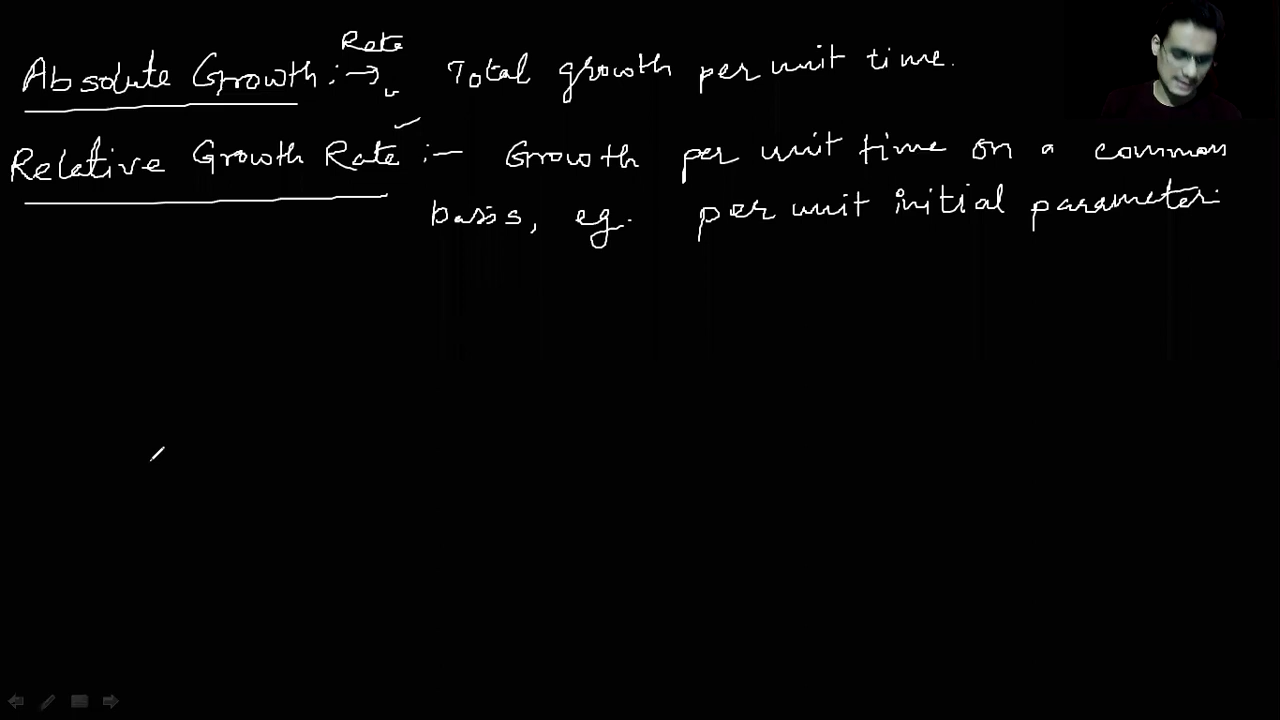 Rate
Absolute Growth :→ Total growth per unit time.
Relative Growth Rate :- Growth per unit time on a common
basis, eg. per unit initial parameter.